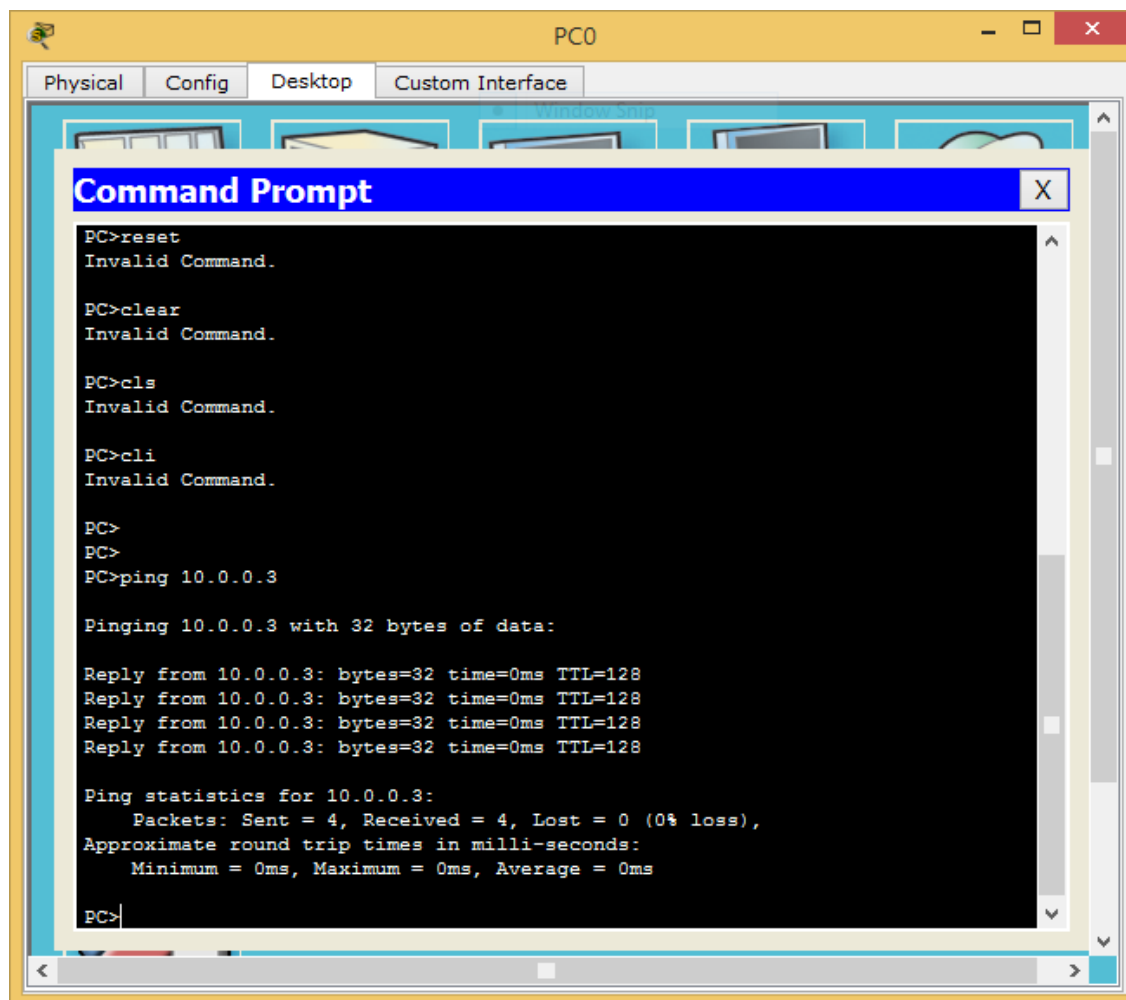 PC0
Physical Config Desktop Custom Interface
Window Snip
Command Prompt
X
PC>reset
Invalid Command.
PC>clear
Invalid Command.
PC>cls
Invalid Command.
PC>cli
Invalid Command.
PC>
PC>
PC>ping 10.0.0.3
Pinging 10.0.0.3 with 32 bytes of data:
Reply from 10.0.0.3: bytes=32 time=0ms TTL=128
Reply from 10.0.0.3: bytes=32 time=0ms TTL=128
Reply from 10.0.0.3: bytes=32 time=0ms TTL=128
Reply from 10.0.0.3: bytes=32 time=0ms TTL=128
Ping statistics for 10.0.0.3:
Packets: Sent = 4, Received = 4, Lost = 0 (0% loss),
Approximate round trip times in milli-seconds:
Minimum = 0ms, Maximum = 0ms, Average = 0ms
PC>